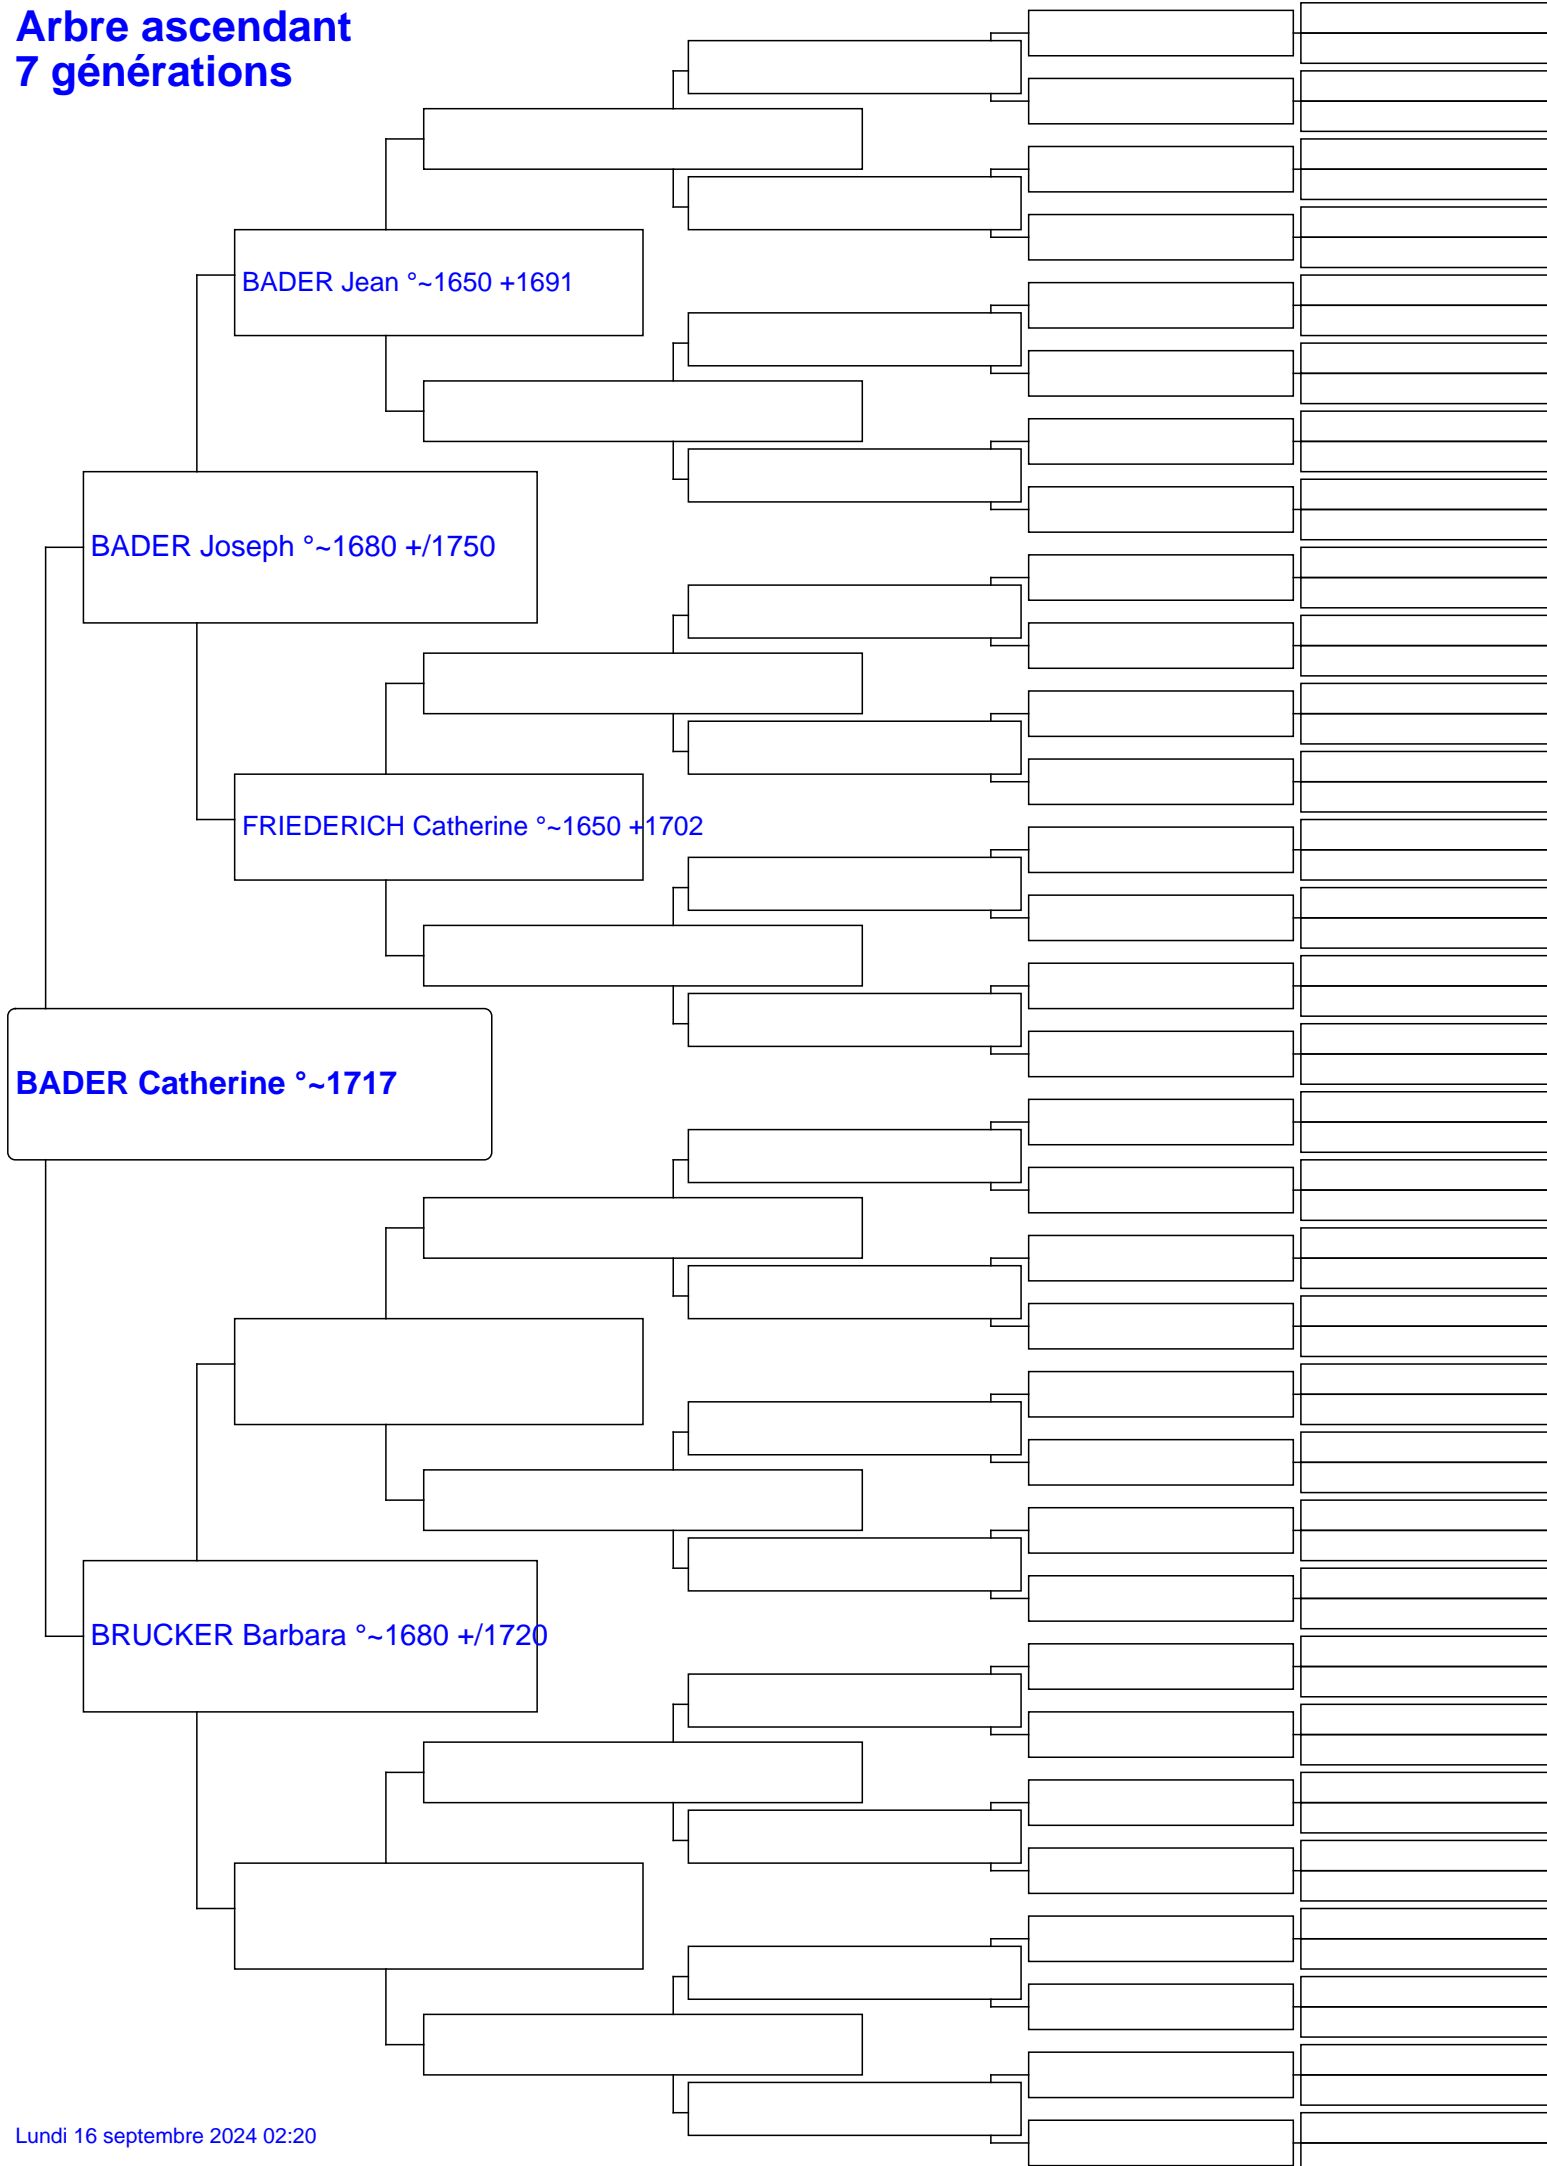 Arbre ascendant
7 générations
BADER Jean °~1650 +1691
BADER Joseph °~1680 +/1750
FRIEDERICH Catherine °~1650 +1702
BADER Catherine °~1717
BRUCKER Barbara °~1680 +/1720
Lundi 16 septembre 2024 02:20